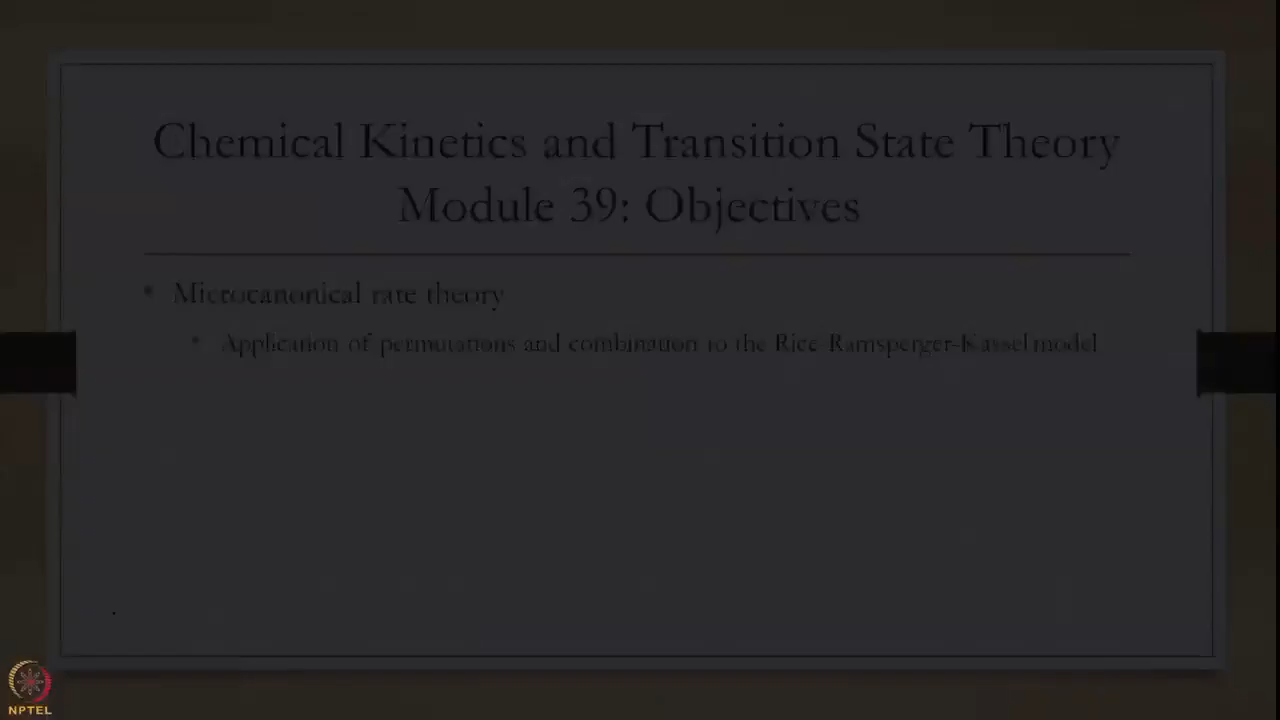 Chemical Kinetics and Transition State Theory
Module 39: Objectives
• Microcanonical rate theory
• Application of permutations and combination to the Rice-Ramsperger-Kassel model
NPTEL